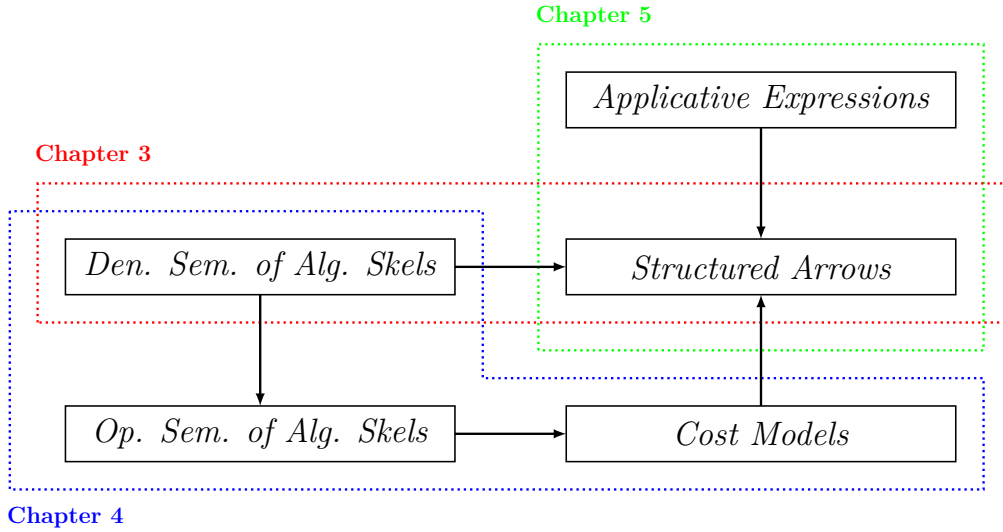 Chapter 5
Applicative Expressions
Chapter 3
Den. Sem. of Alg. Skels
Structured Arrows
Op. Sem. of Alg. Skels
Cost Models
Chapter 4